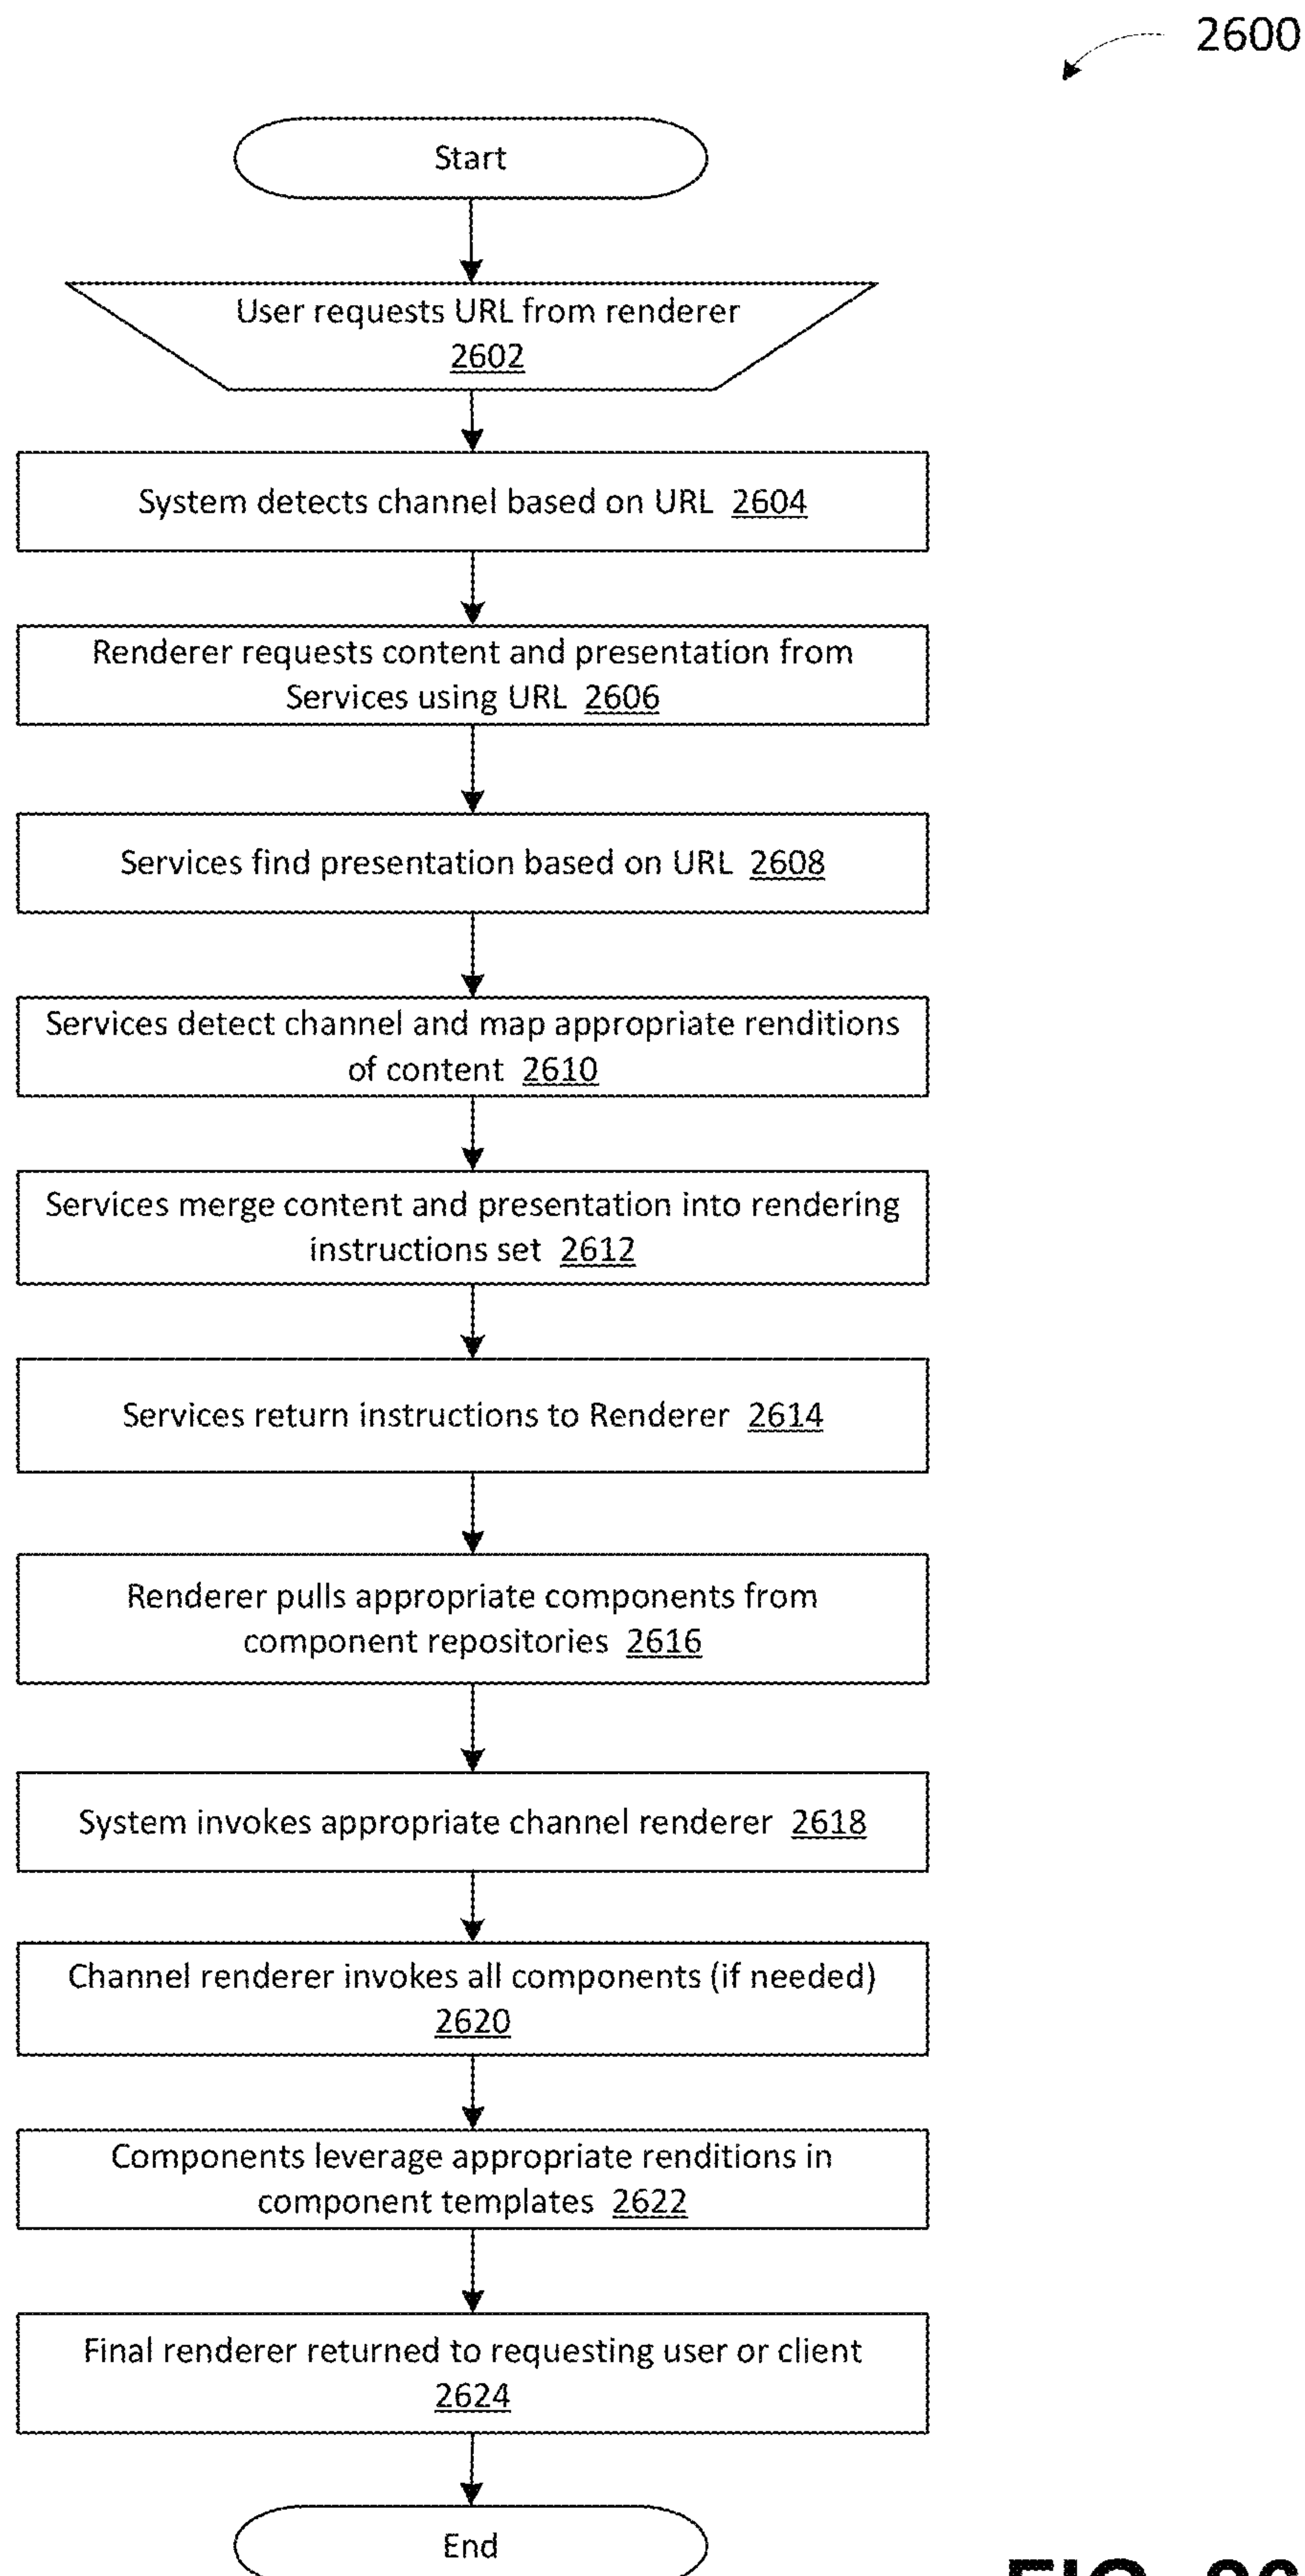 2600
Start
User requests URL from renderer
2602
System detects channel based on URL 2604
Renderer requests content and presentation from
Services using URL 2606
Services find presentation based on URL 2608
Services detect channel and map appropriate renditions
of content 2610
Services merge content and presentation into rendering
instructions set 2612
Services return instructions to Renderer 2614
Renderer pulls appropriate components from
component repositories 2616
System invokes appropriate channel renderer 2618
Channel renderer invokes all components (if needed)
2620
Components leverage appropriate renditions in
component templates 2622
Final renderer returned to requesting user or client
2624
End
FIG. 26